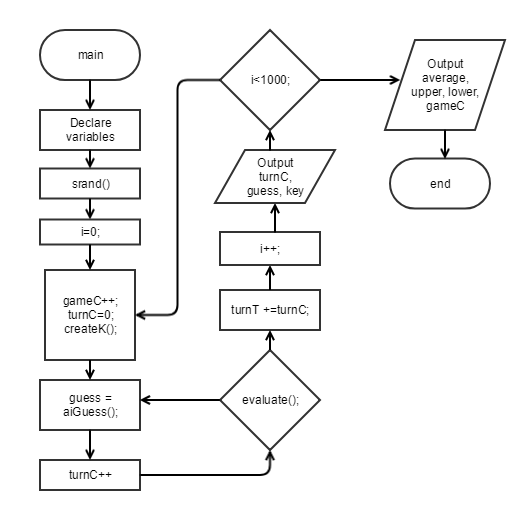 main
Declare
variables
srand()
i=0;
gameC++;
turnC=0;
createK();
guess =
aiGuess();
turnC++
evaluate();
turnT +=turnC;
i++;
Output
turnC,
guess, key
i<1000;
Output
average,
upper, lower,
gameC
end